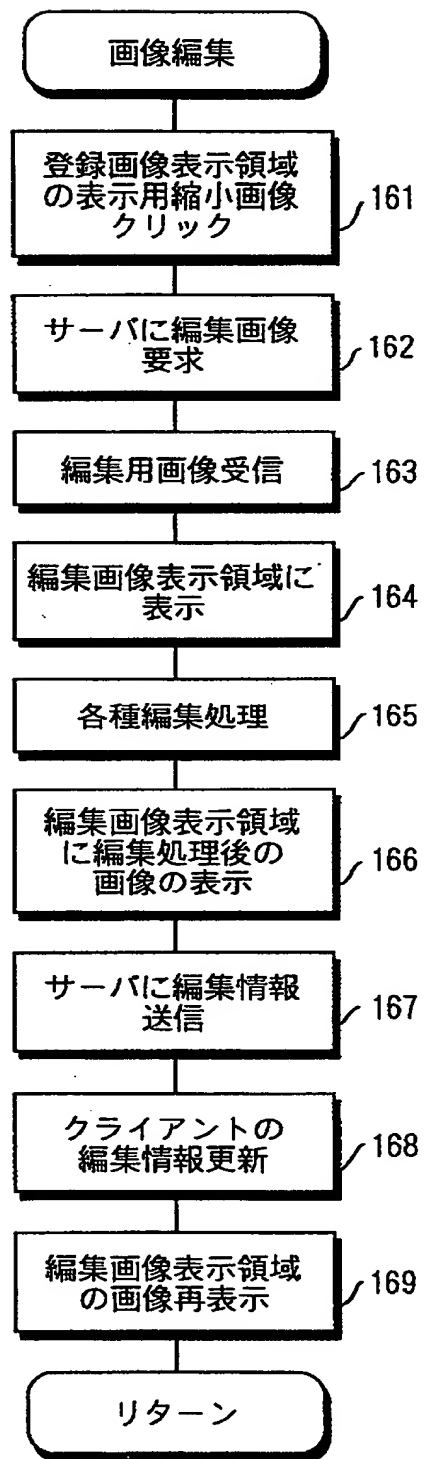 画像編集
登録画像表示領域
の表示用縮小画像
クリック
161
サーバに編集画像
要求
162
編集用画像受信
163
編集画像表示領域に
表示
164
各種編集処理
165
編集画像表示領域
に編集処理後の
画像の表示
166
サーバに編集情報
送信
167
クライアントの
編集情報更新
168
編集画像表示領域
の画像再表示
169
リターン